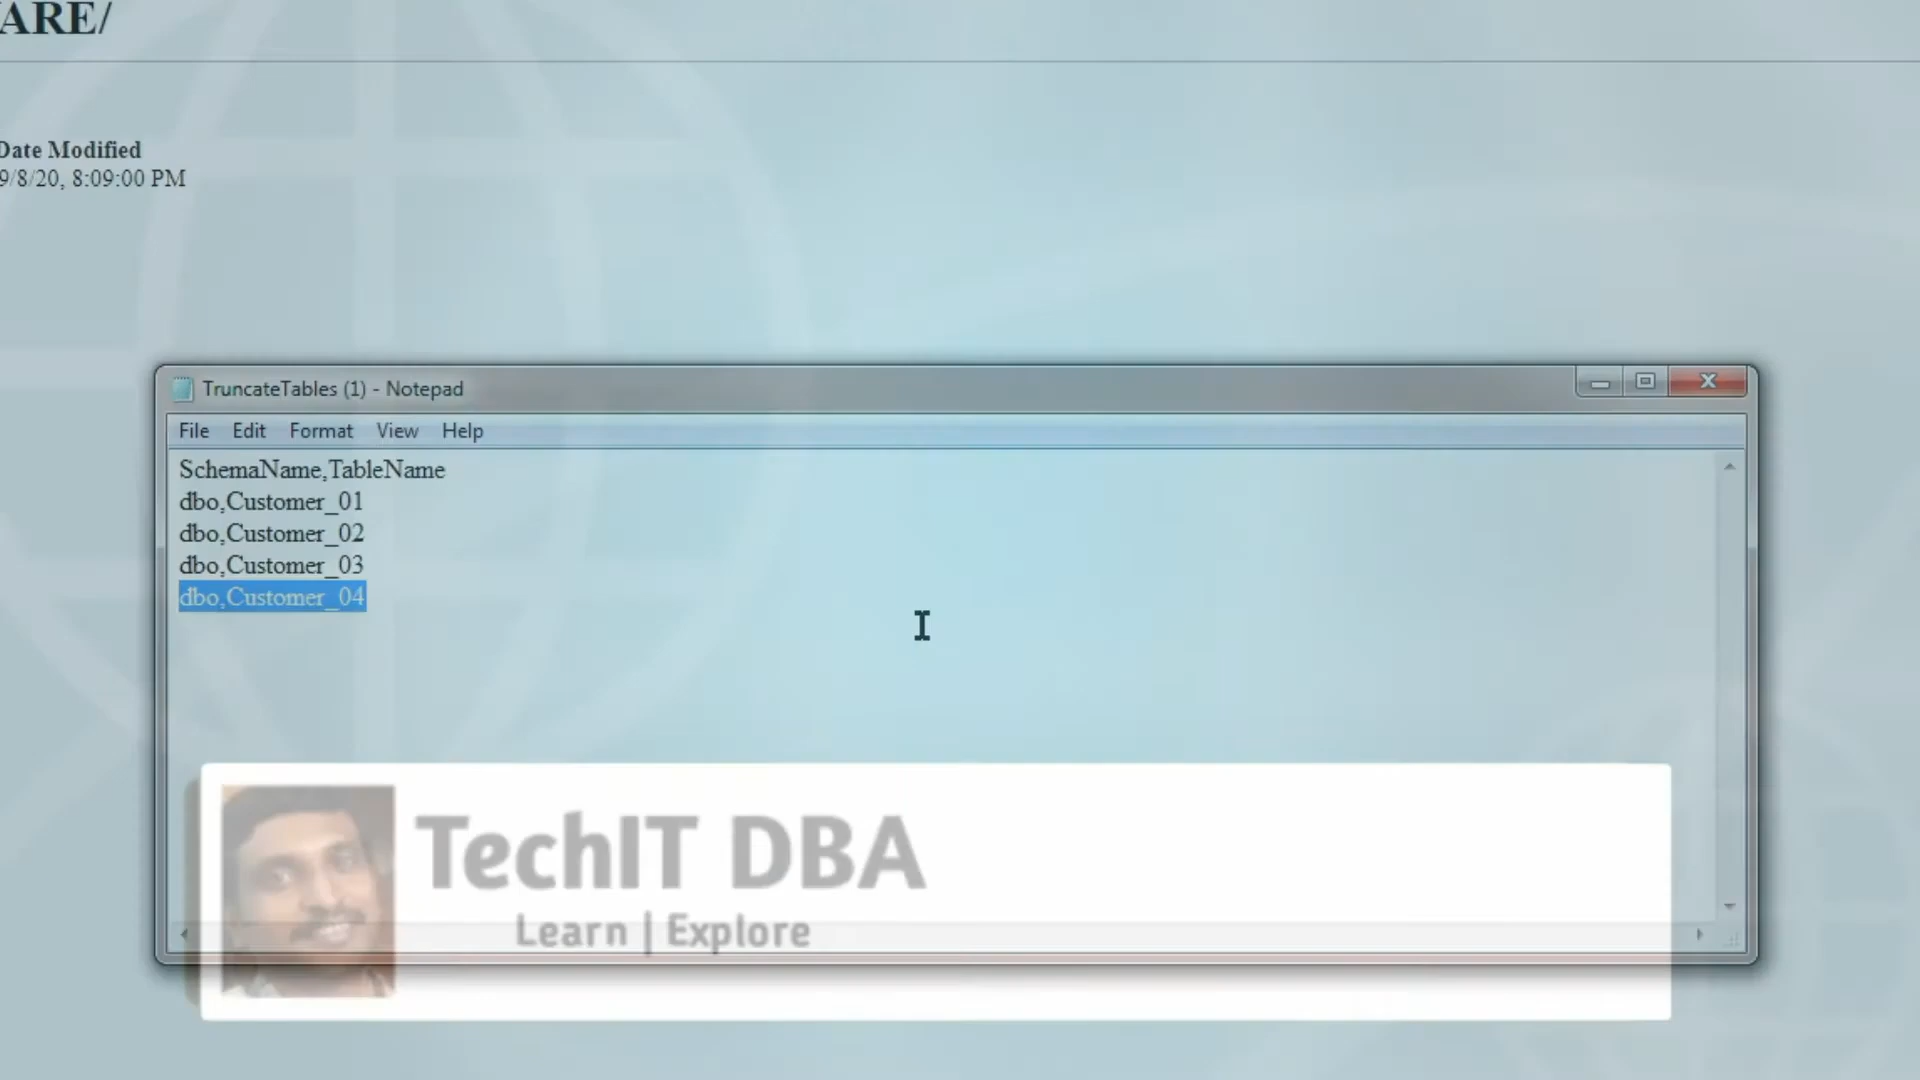 ARE/
Date Modified
9/8/20, 8:09:00 PM
TruncateTables (1) - Notepad
File Edit Format View Help
SchemaName,TableName
dbo,Customer_01
dbo,Customer_02
dbo,Customer_03
dbo,Customer_04
TechIT DBA
Learn | Explore